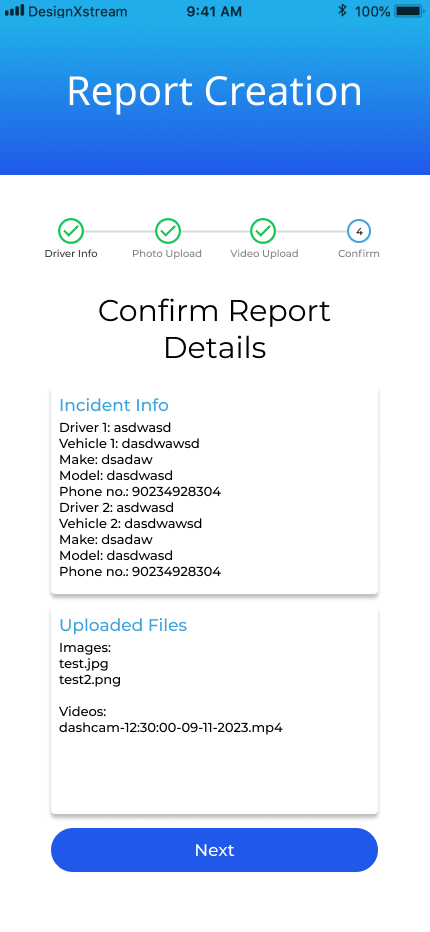 DesignXstream 9:41 AM 100%
Report Creation
4
Driver Info Photo Upload Video Upload Confirm
Confirm Report
Details
Incident Info
Driver 1: asdwasd
Vehicle 1: dasdwawsd
Make: dsadaw
Model: dasdwasd
Phone no.: 90234928304
Driver 2: asdwasd
Vehicle 2: dasdwawsd
Make: dsadaw
Model: dasdwasd
Phone no.: 90234928304
Uploaded Files
Images:
test.jpg
test2.png
Videos:
dashcam-12:30:00-09-11-2023.mp4
Next